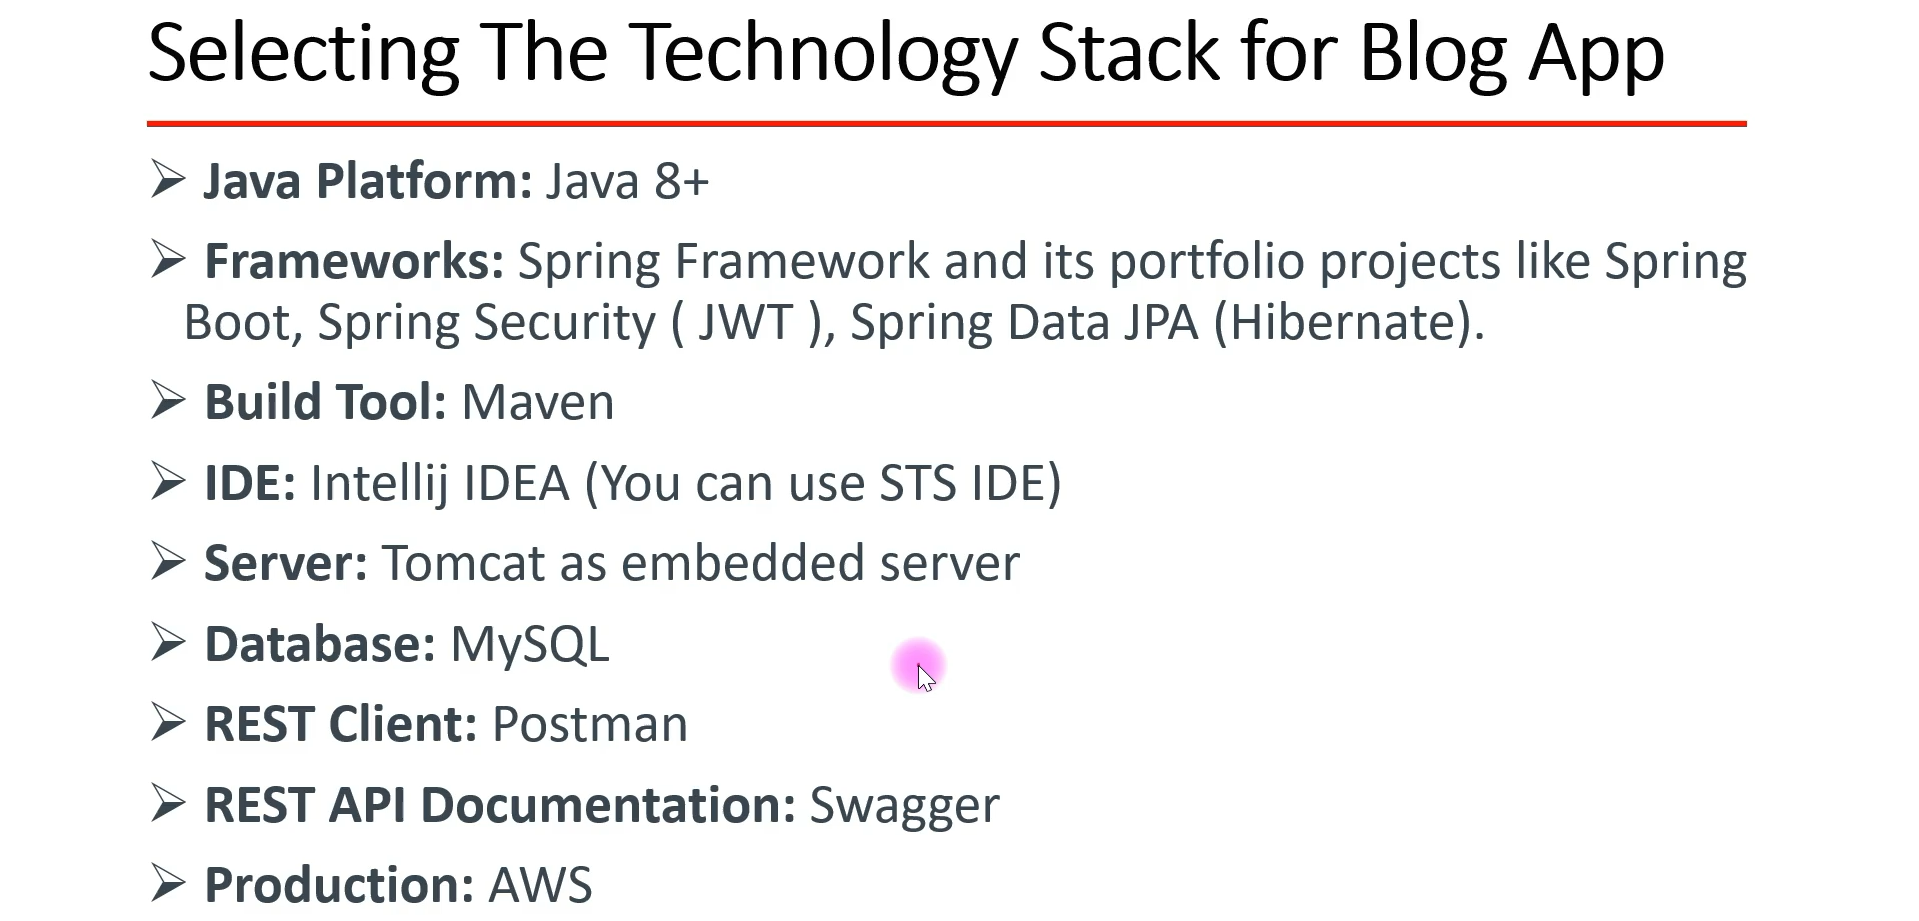 Selecting The Technology Stack for Blog App
➢ Java Platform: Java 8+
➢ Frameworks: Spring Framework and its portfolio projects like Spring
Boot, Spring Security ( JWT ), Spring Data JPA (Hibernate).
➢ Build Tool: Maven
➢ IDE: Intellij IDEA (You can use STS IDE)
➢ Server: Tomcat as embedded server
➢ Database: MySQL
➢ REST Client: Postman
➢ REST API Documentation: Swagger
➢ Production: AWS